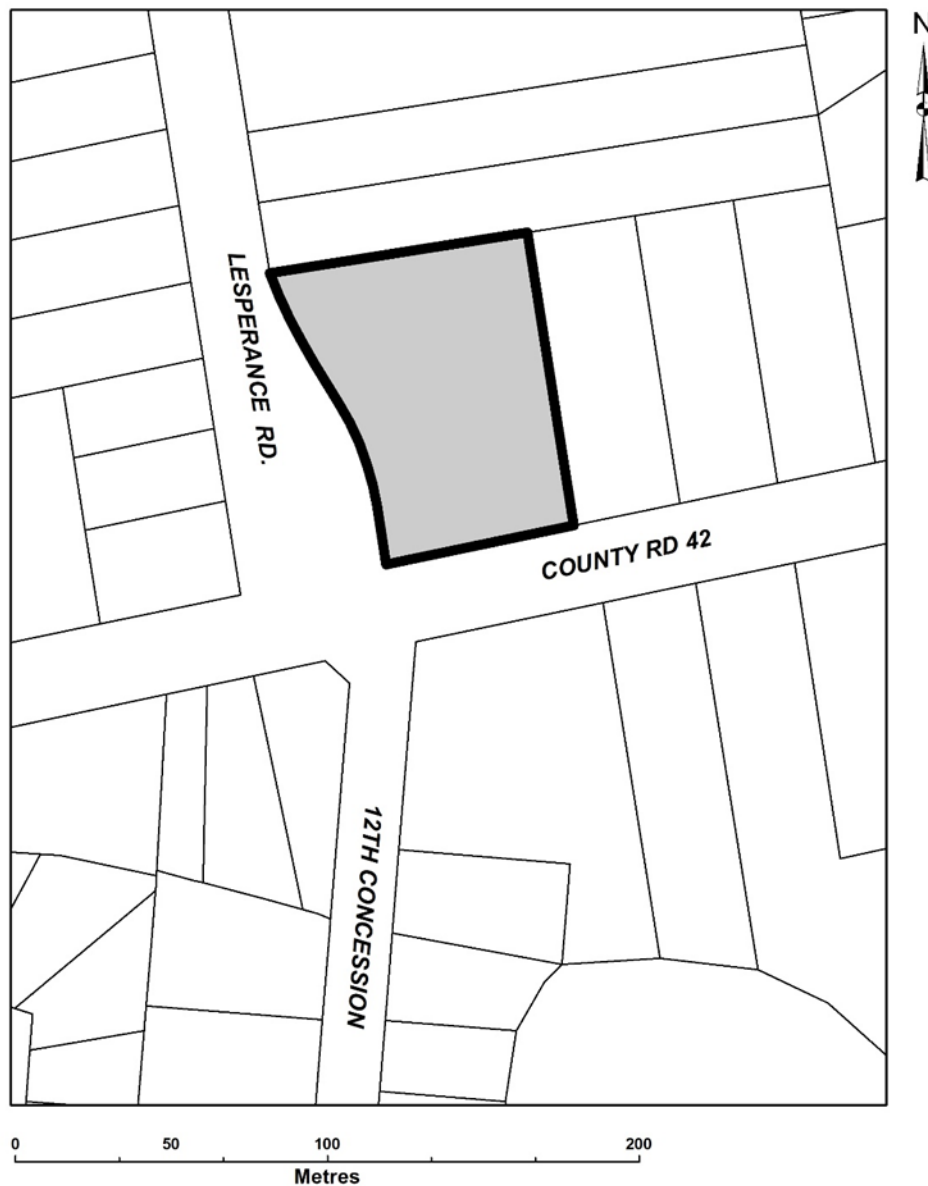 N
LESPERANCE RD.
COUNTY RD 42
12TH CONCESSION
0 50 100 200
Metres